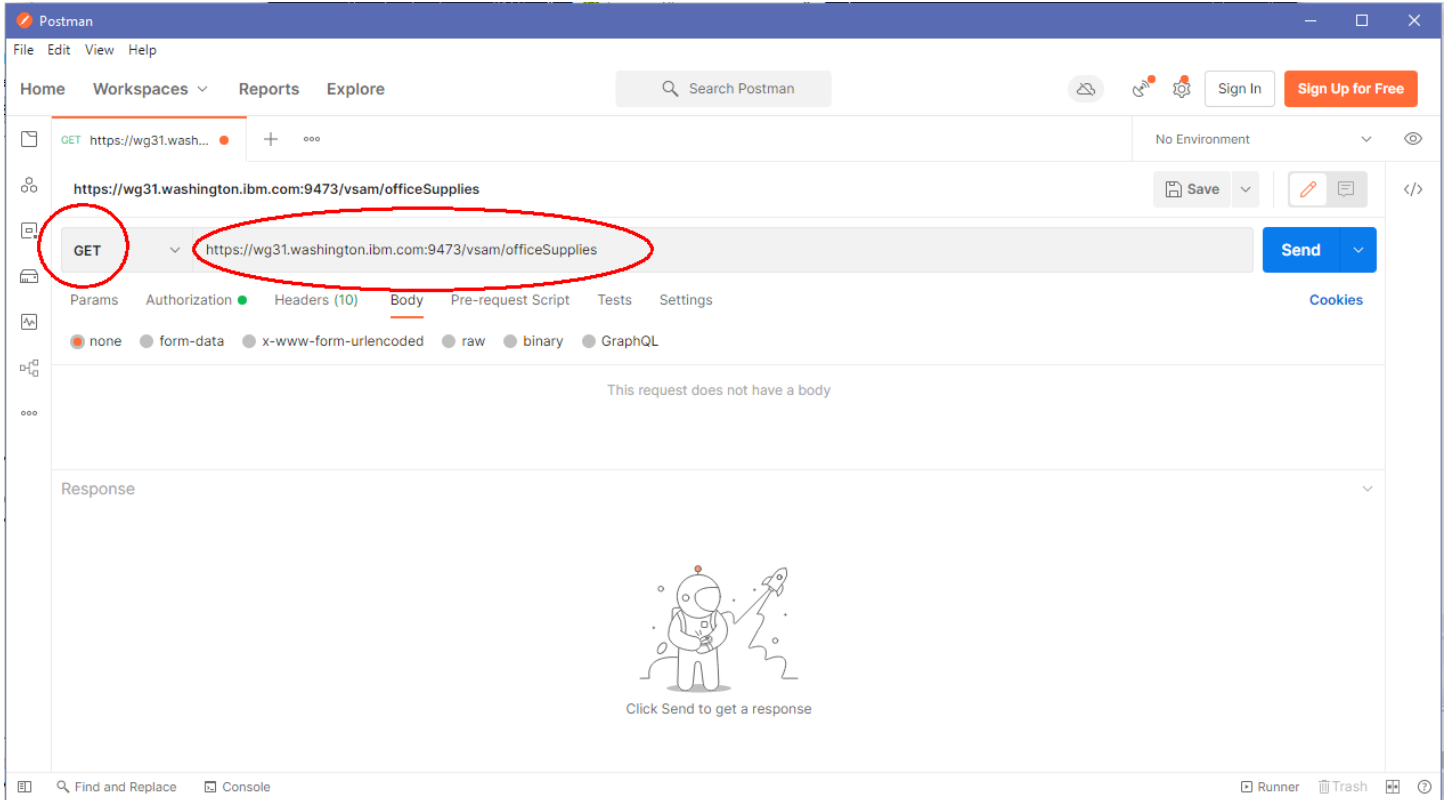 Postman
File Edit View Help
Home Workspaces Reports Explore Search Postman Sign In Sign Up for Free
GET https://wg31.wash... No Environment
https://wg31.washington.ibm.com:9473/vsam/officeSupplies Save </>
GET https://wg31.washington.ibm.com:9473/vsam/officeSupplies Send
Params Authorization Headers (10) Body Pre-request Script Tests Settings Cookies
none form-data x-www-form-urlencoded raw binary GraphQL
This request does not have a body
Response
Click Send to get a response
Find and Replace Console Runner Trash